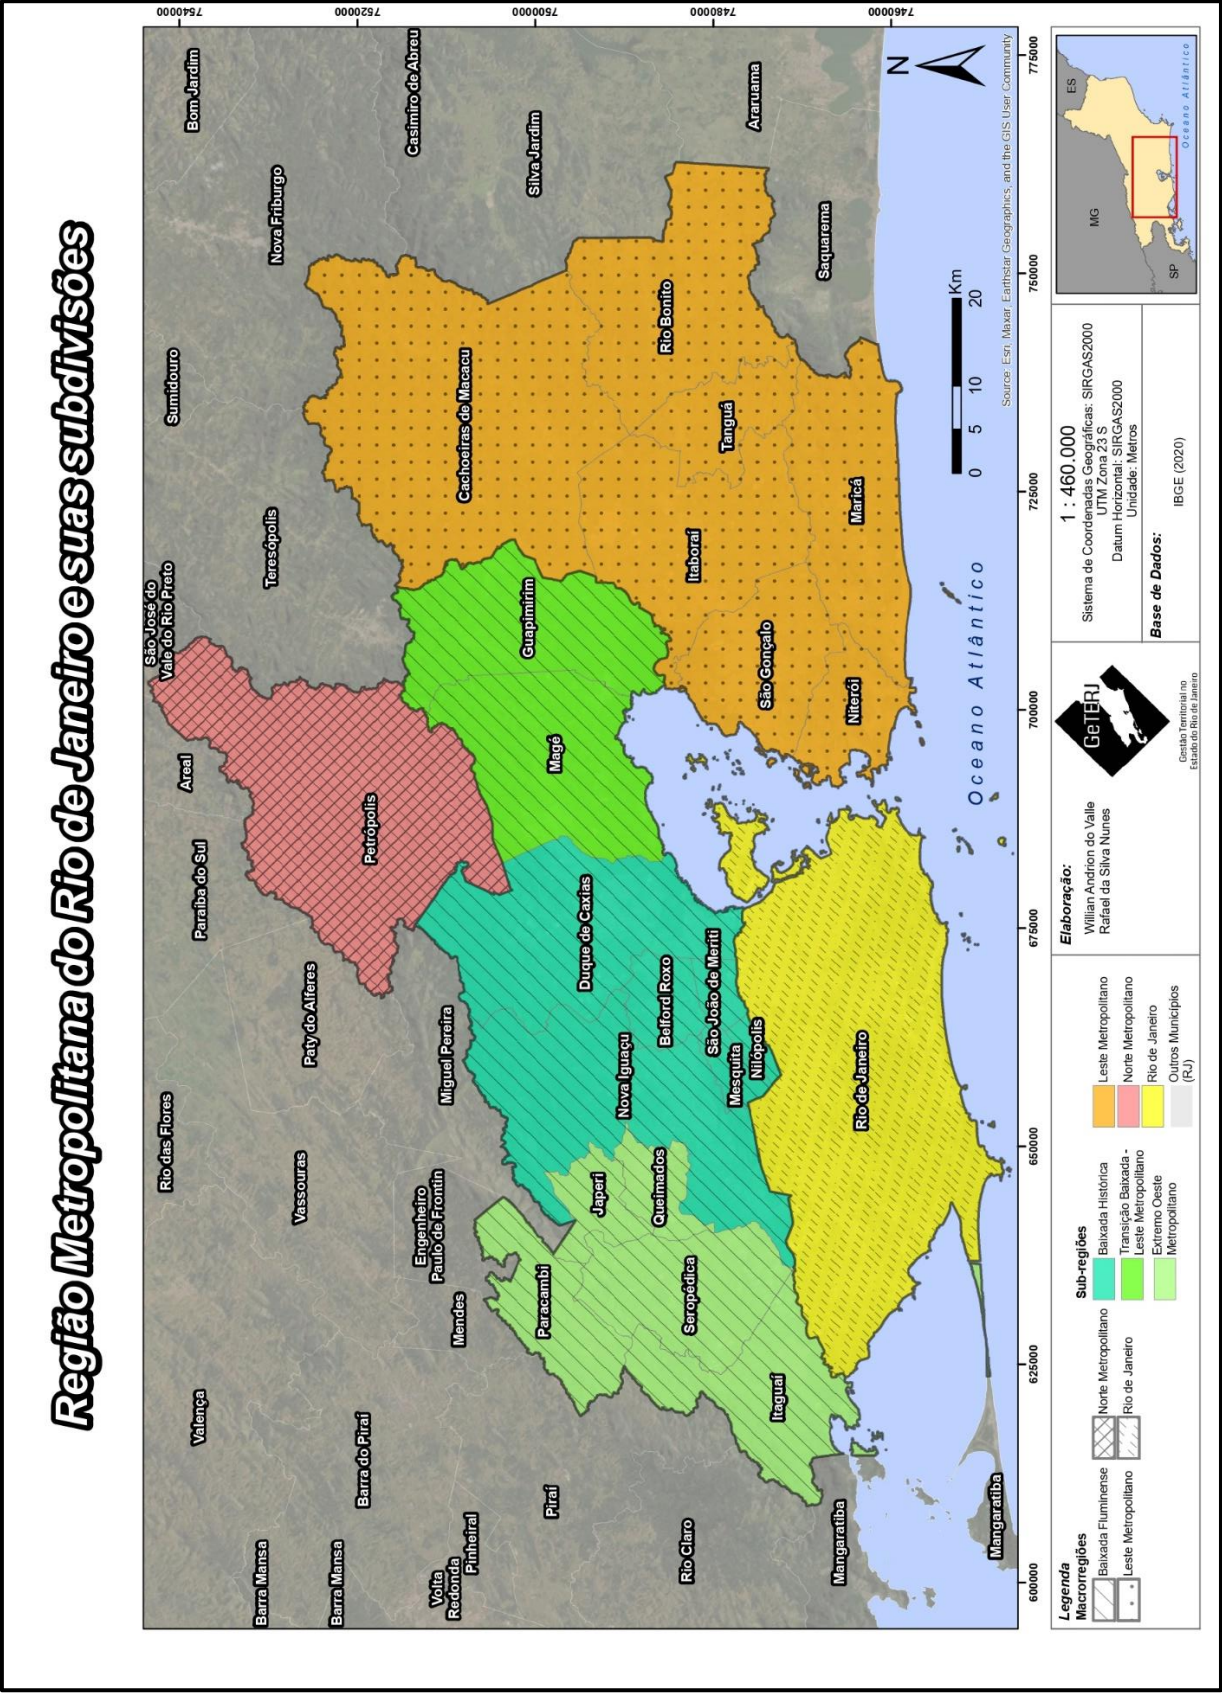 Região Metropolitana do Rio de Janeiro e suas subdivisões
São José do
Vale do Rio Preto
Bom Jardim
Sumidouro
Areal
Paraíba do Sul
Rio das Flores
Valença
Nova Friburgo
Teresópolis
Paty do Alferes
Vassouras
Barra Mansa
Barra do Piraí
Barra Mansa
Petrópolis
Casimiro de Abreu
Miguel Pereira
Engenheiro
Paulo de Frontin
Mendes
Volta
Redonda
Pinheiral
Cachoeiras de Macacu
Silva Jardim
Guapimirim
Magé
Duque de Caxias
Paracambi
Piraí
Japeri
Nova Iguaçu
Queimados
Belford Roxo
Rio Bonito
Itaboraí
Seropédica
Rio Claro
São João de Meriti
Mesquita
Nilópolis
Tanguá
São Gonçalo
Araruama
Saquarema
Itaguaí
Mangaratiba
Rio de Janeiro
Niterói
Maricá
Mangaratiba
Oceano Atlântico
N
0
5
10
20
Km
Source: Esri, Maxar, Earthstar Geographics, and the GIS User Community
7540000
7520000
7500000
7480000
7460000
600000
625000
650000
675000
700000
725000
750000
775000
Legenda
Macrorregiões
Baixada Fluminense
Leste Metropolitano
Norte Metropolitano
Rio de Janeiro
Sub-regiões
Baixada Histórica
Transição Baixada -
Leste Metropolitano
Extremo Oeste
Metropolitano
Leste Metropolitano
Norte Metropolitano
Rio de Janeiro
Outros Municípios
(RJ)
Elaboração:
Willian Andrion do Valle
Rafael da Silva Nunes
GeTERJ
Gestão Territorial no
Estado do Rio de Janeiro
1 : 460.000
Sistema de Coordenadas Geográficas: SIRGAS2000
UTM Zona 23 S
Datum Horizontal: SIRGAS2000
Unidade: Metros
Base de Dados:
IBGE (2020)
MG
ES
SP
Oceano Atlântico